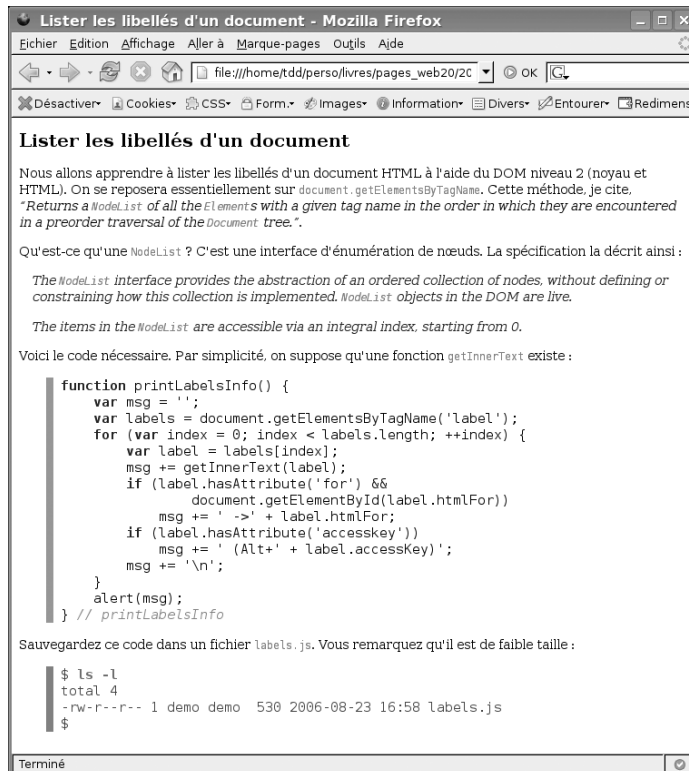 Lister les libellés d'un document - Mozilla Firefox
Fichier Edition Affichage Aller à Marque-pages Outils Aide
file:///home/tdd/perso/livres/pages_web20/20 OK G
Désactiver Cookies CSS Form. Images Information Divers Entourer Redimens
Lister les libellés d'un document
Nous allons apprendre à lister les libellés d'un document HTML à l'aide du DOM niveau 2 (noyau et
HTML). On se reposera essentiellement sur document.getElementsByTagName. Cette méthode, je cite,
“Returns a NodeList of all the Elements with a given tag name in the order in which they are encountered
in a preorder traversal of the Document tree.”.
Qu'est-ce qu'une NodeList ? C'est une interface d'énumération de nœuds. La spécification la décrit ainsi :
The NodeList interface provides the abstraction of an ordered collection of nodes, without defining or
constraining how this collection is implemented. NodeList objects in the DOM are live.
The items in the NodeList are accessible via an integral index, starting from 0.
Voici le code nécessaire. Par simplicité, on suppose qu'une fonction getInnerText existe :
function printLabelsInfo() {
    var msg = '';
    var labels = document.getElementsByTagName('label');
    for (var index = 0; index < labels.length; ++index) {
        var label = labels[index];
        msg += getInnerText(label);
        if (label.hasAttribute('for') &&
                document.getElementById(label.htmlFor))
            msg += ' ->' + label.htmlFor;
        if (label.hasAttribute('accesskey'))
            msg += ' (Alt+' + label.accessKey)';
        msg += '\n';
    }
    alert(msg);
} // printLabelsInfo
Sauvegardez ce code dans un fichier labels.js. Vous remarquez qu'il est de faible taille :
$ ls -l
total 4
-rw-r--r-- 1 demo demo  530 2006-08-23 16:58 labels.js
$
Terminé